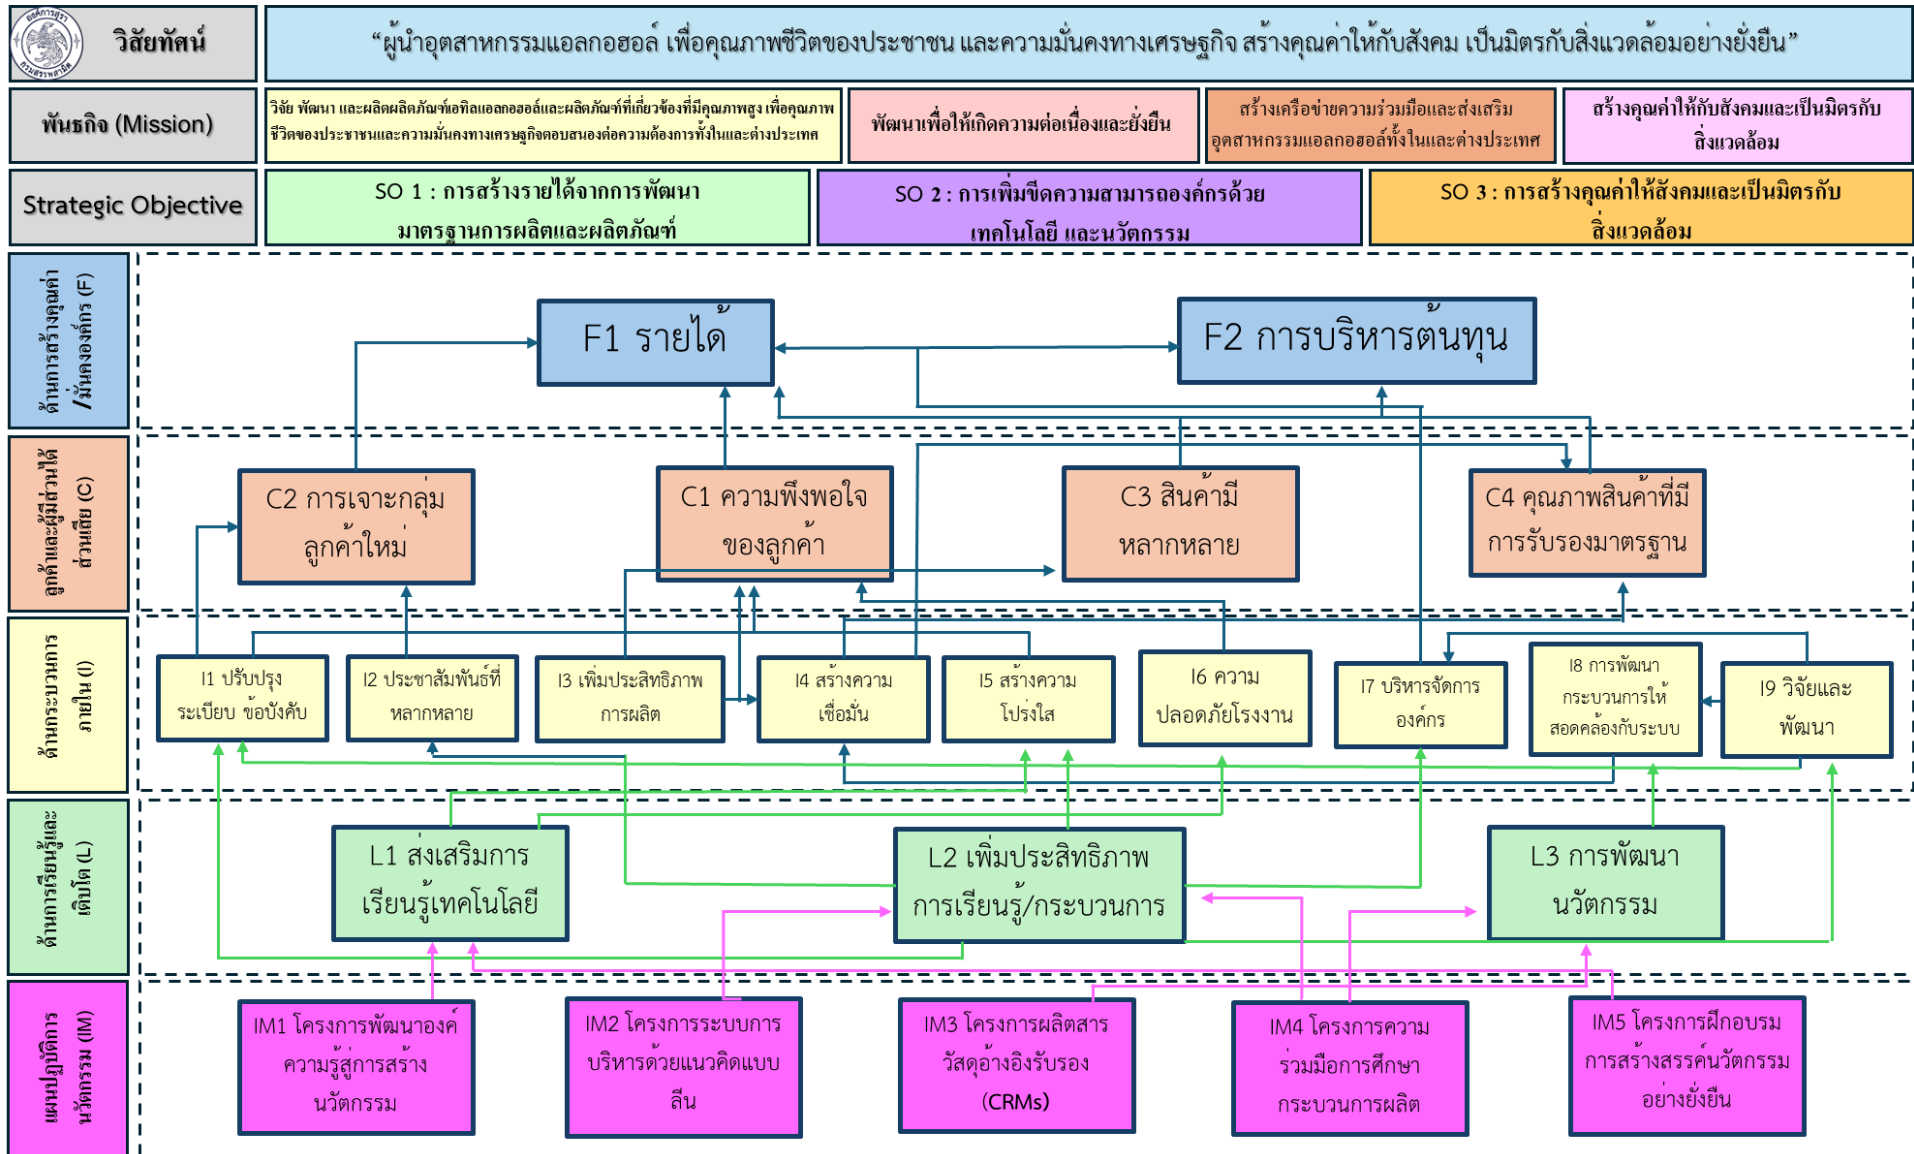 องค์การสุรา
กรมสรรพสามิต
วิสัยทัศน์
“ผู้นำอุตสาหกรรมแอลกอฮอล์ เพื่อคุณภาพชีวิตของประชาชน และความมั่นคงทางเศรษฐกิจ สร้างคุณค่าให้กับสังคม เป็นมิตรกับสิ่งแวดล้อมอย่างยั่งยืน”
พันธกิจ (Mission)
วิจัย พัฒนา และผลิตผลิตภัณฑ์เอทิลแอลกอฮอล์และผลิตภัณฑ์ที่เกี่ยวข้องที่มีคุณภาพสูง เพื่อคุณภาพ
ชีวิตของประชาชนและความมั่นคงทางเศรษฐกิจตอบสนองต่อความต้องการทั้งในและต่างประเทศ
พัฒนาเพื่อให้เกิดความต่อเนื่องและยั่งยืน
สร้างเครือข่ายความร่วมมือและส่งเสริม
อุตสาหกรรมแอลกอฮอล์ทั้งในและต่างประเทศ
สร้างคุณค่าให้กับสังคมและเป็นมิตรกับ
สิ่งแวดล้อม
Strategic Objective
SO 1 : การสร้างรายได้จากการพัฒนา
มาตรฐานการผลิตและผลิตภัณฑ์
SO 2 : การเพิ่มขีดความสามารถองค์กรด้วย
เทคโนโลยี และนวัตกรรม
SO 3 : การสร้างคุณค่าให้สังคมและเป็นมิตรกับ
สิ่งแวดล้อม
ด้านการสร้างคุณค่า
/มั่นคงองค์กร (F)
F1 รายได้
F2 การบริหารต้นทุน
ลูกค้าและผู้มีส่วนได้
ส่วนเสีย (C)
C2 การเจาะกลุ่ม
ลูกค้าใหม่
C1 ความพึงพอใจ
ของลูกค้า
C3 สินค้ามี
หลากหลาย
C4 คุณภาพสินค้าที่มี
การรับรองมาตรฐาน
ด้านกระบวนการ
ภายใน (I)
I1 ปรับปรุง
ระเบียบ ข้อบังคับ
I2 ประชาสัมพันธ์ที่
หลากหลาย
I3 เพิ่มประสิทธิภาพ
การผลิต
I4 สร้างความ
เชื่อมั่น
I5 สร้างความ
โปร่งใส
I6 ความ
ปลอดภัยโรงงาน
I7 บริหารจัดการ
องค์กร
I8 การพัฒนา
กระบวนการให้
สอดคล้องกับระบบ
I9 วิจัยและ
พัฒนา
ด้านการเรียนรู้และ
เติบโต (L)
L1 ส่งเสริมการ
เรียนรู้เทคโนโลยี
L2 เพิ่มประสิทธิภาพ
การเรียนรู้/กระบวนการ
L3 การพัฒนา
นวัตกรรม
แผนปฏิบัติการ
นวัตกรรม (IM)
IM1 โครงการพัฒนาองค์
ความรู้สู่การสร้าง
นวัตกรรม
IM2 โครงการระบบการ
บริหารด้วยแนวคิดแบบ
ลีน
IM3 โครงการผลิตสาร
วัสดุอ้างอิงรับรอง
(CRMs)
IM4 โครงการความ
ร่วมมือการศึกษา
กระบวนการผลิต
IM5 โครงการฝึกอบรม
การสร้างสรรค์นวัตกรรม
อย่างยั่งยืน